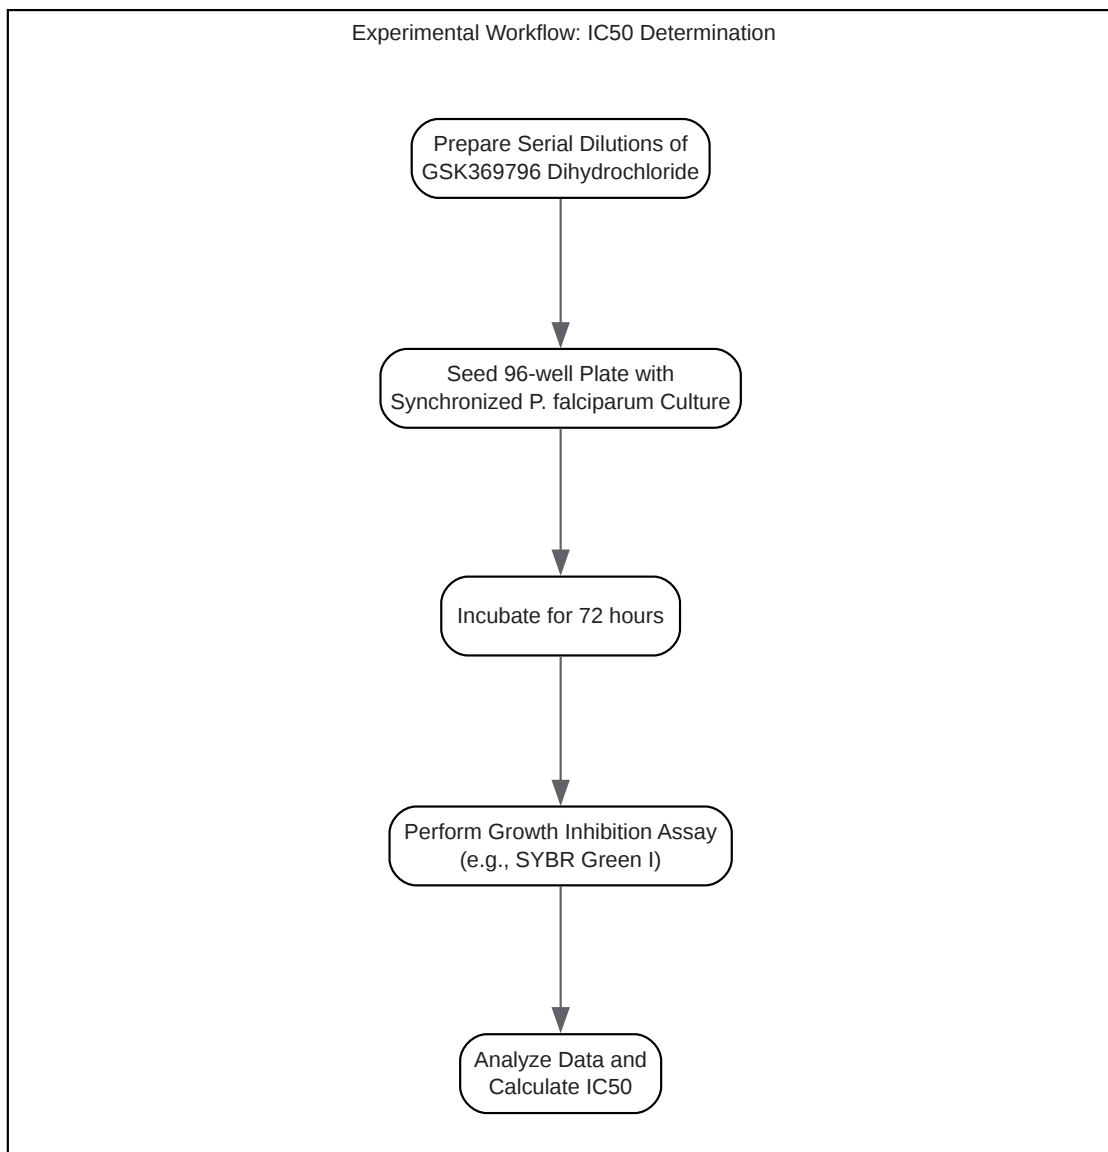 Experimental Workflow: IC50 Determination
Prepare Serial Dilutions of
GSK369796 Dihydrochloride
Seed 96-well Plate with
Synchronized P. falciparum Culture
Incubate for 72 hours
Perform Growth Inhibition Assay
(e.g., SYBR Green I)
Analyze Data and
Calculate IC50